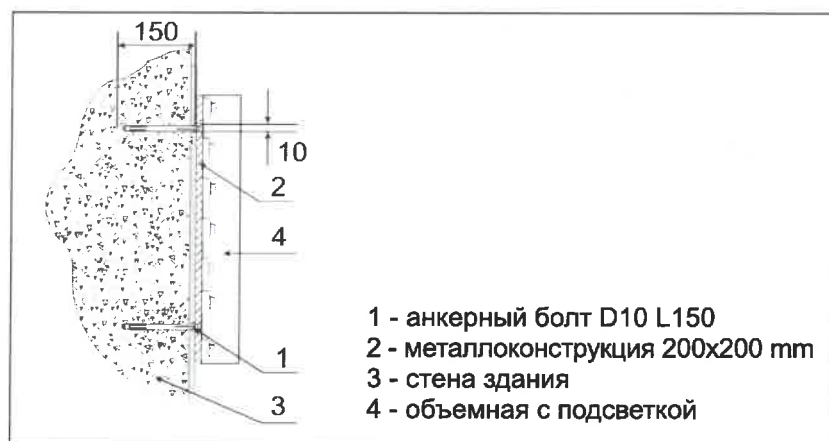 150
10
2
4
1
3
1 - анкерный болт D10 L150
2 - металлоконструкция 200x200 mm
3 - стена здания
4 - объемная с подсветкой